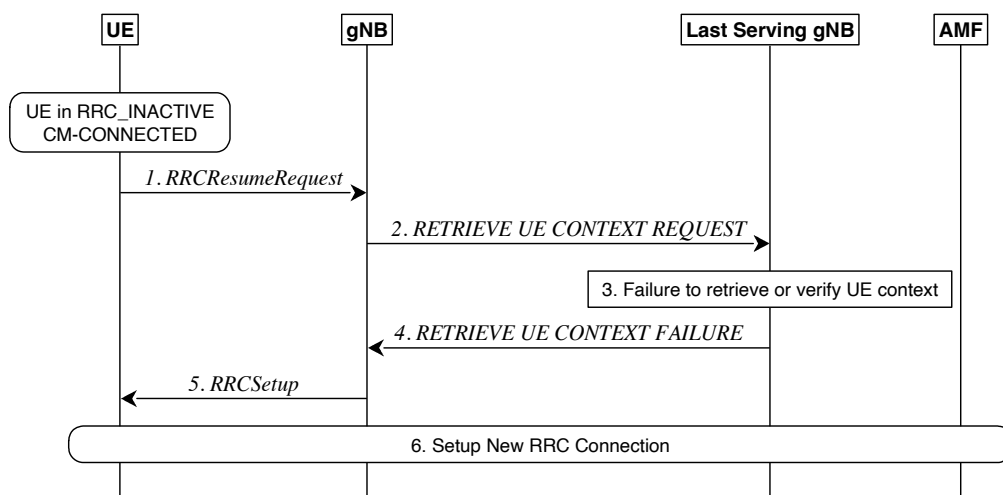 UE
gNB
Last Serving gNB
AMF
UE in RRC_INACTIVE
CM-CONNECTED
1. RRCResumeRequest
2. RETRIEVE UE CONTEXT REQUEST
3. Failure to retrieve or verify UE context
4. RETRIEVE UE CONTEXT FAILURE
5. RRCSetup
6. Setup New RRC Connection